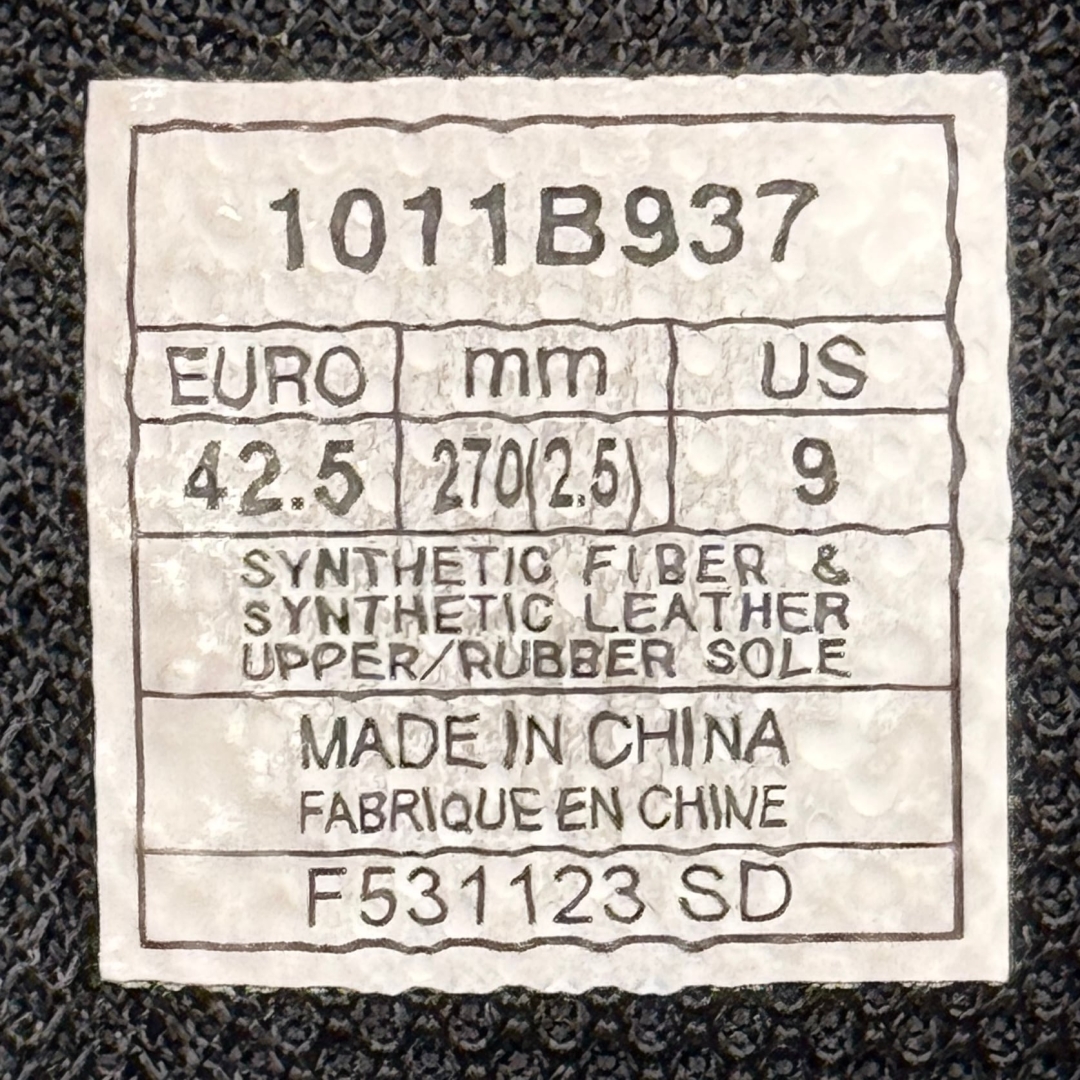 1011B937
EURO mm US
42.5 270(2.5) 9
SYNTHETIC FIBER &
SYNTHETIC LEATHER
UPPER/RUBBER SOLE
MADE IN CHINA
FABRIQUE EN CHINE
F531123 SD